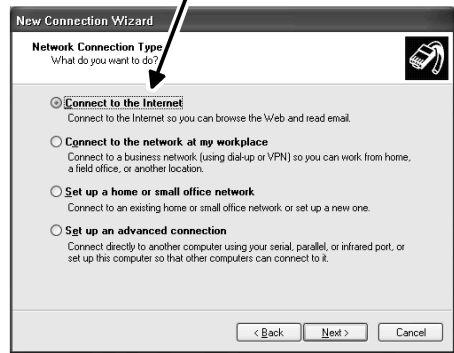 New Connection Wizard
Network Connection Type
What do you want to do?
Connect to the Internet
Connect to the Internet so you can browse the Web and read email.
Connect to the network at my workplace
Connect to a business network (using dial-up or VPN) so you can work from home,
a field office, or another location.
Set up a home or small office network
Connect to an existing home or small office network or set up a new one.
Set up an advanced connection
Connect directly to another computer using your serial, parallel, or infrared port, or
set up this computer so that other computers can connect to it.
< Back
Next >
Cancel